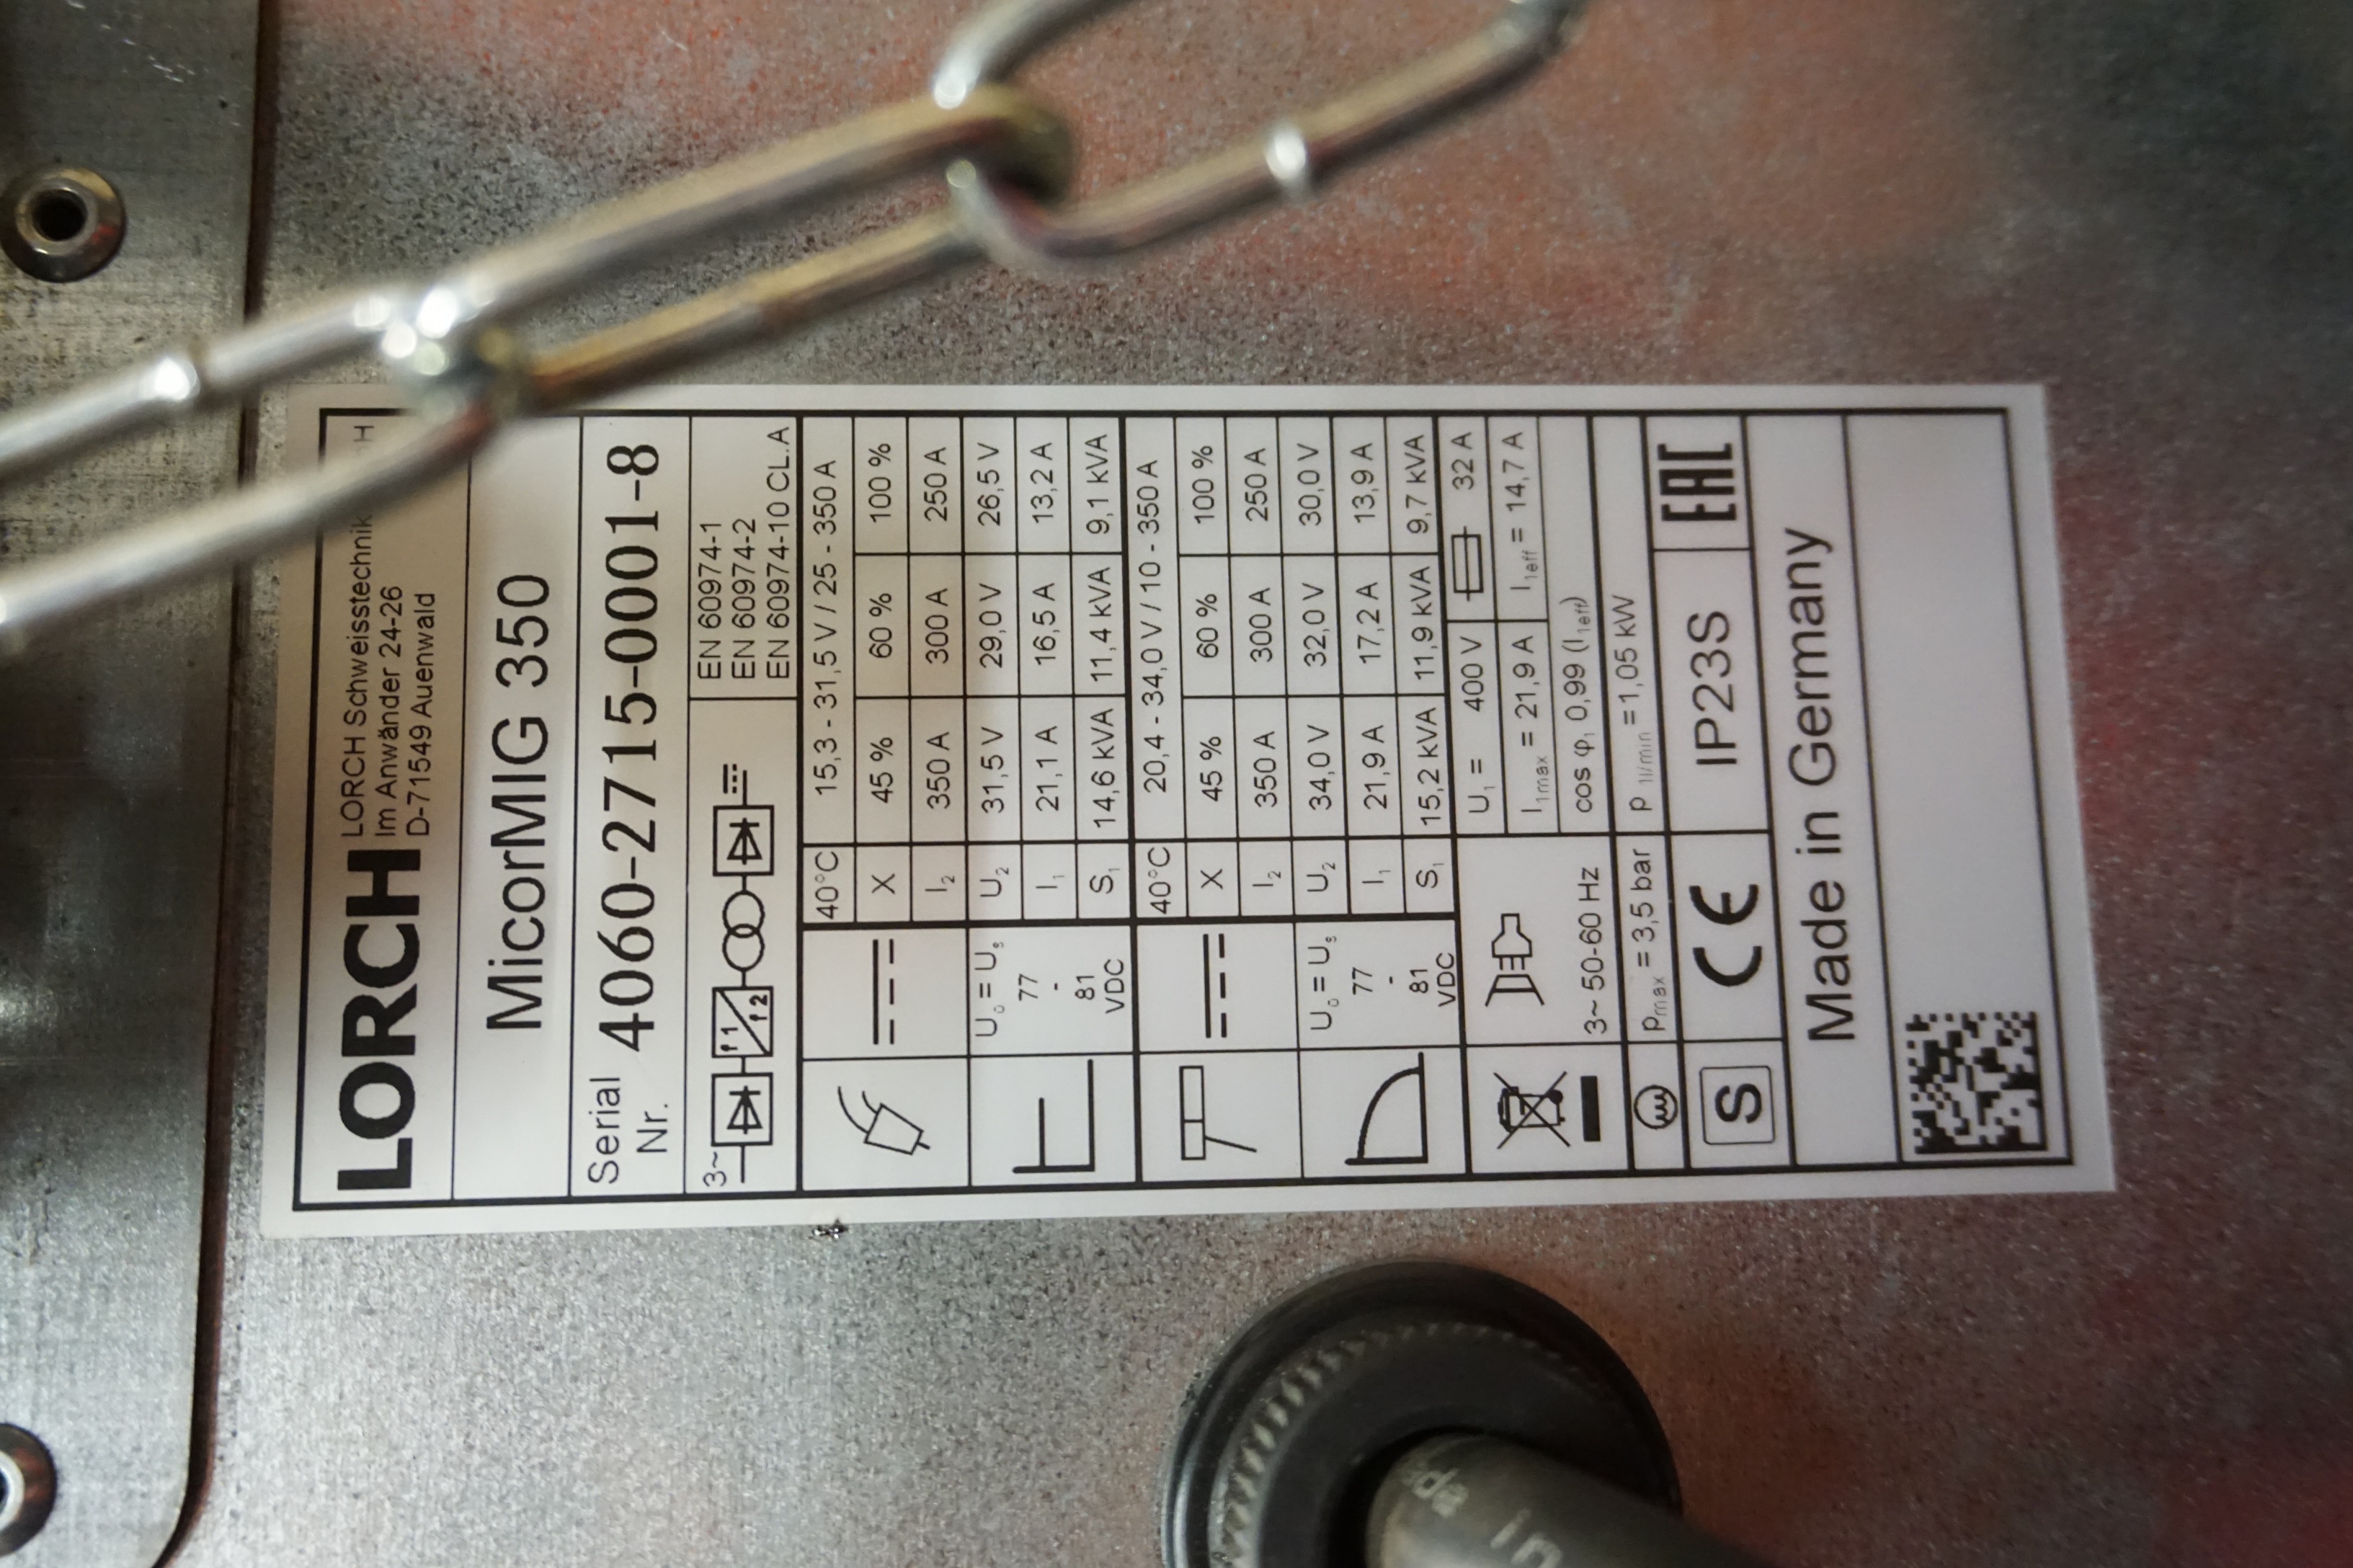 LORCH
LORCH Schweisstechnik H
Im Anwänder 24-26
D-71549 Auenwald
MicorMIG 350
Serial Nr. 4060-2715-0001-8
3~ f1 f2
EN 60974-1
EN 60974-2
EN 60974-10 CL.A
40°C 15,3 - 31,5 V / 25 - 350 A
X 45 % 60 % 100 %
I₂ 350 A 300 A 250 A
U₀ = Uₛ 77 - 81 VDC
U₂ 31,5 V 29,0 V 26,5 V
I₁ 21,1 A 16,5 A 13,2 A
S₁ 14,6 kVA 11,4 kVA 9,1 kVA
40°C 20,4 - 34,0 V / 10 - 350 A
X 45 % 60 % 100 %
I₂ 350 A 300 A 250 A
U₀ = Uₛ 77 - 81 VDC
U₂ 34,0 V 32,0 V 30,0 V
I₁ 21,9 A 17,2 A 13,9 A
S₁ 15,2 kVA 11,9 kVA 9,7 kVA
U₁ = 400 V 32 A
I1max = 21,9 A I1eff = 14,7 A
3~ 50-60 Hz cos φ₁ 0,99 (I1eff)
pmax = 3,5 bar P 1l/min = 1,05 kW
S CE IP23S EAC
Made in Germany
de in